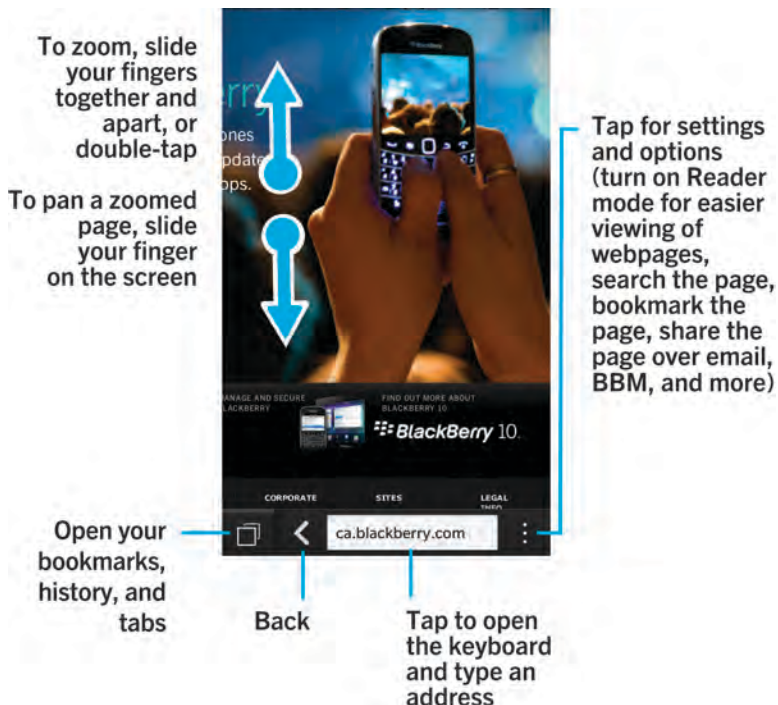 To zoom, slide
your fingers
together and
apart, or
double-tap
To pan a zoomed
page, slide
your finger
on the screen
erry
ones
pdate
ps.
BlackBerry
Tap for settings
and options
(turn on Reader
mode for easier
viewing of
webpages,
search the page,
bookmark the
page, share the
page over email,
BBM, and more)
MANAGE AND SECURE
BLACKBERRY
FIND OUT MORE ABOUT
BLACKBERRY 10.
BlackBerry 10.
CORPORATE SITES LEGAL
INFO
ca.blackberry.com
Open your
bookmarks,
history, and
tabs
Back
Tap to open
the keyboard
and type an
address